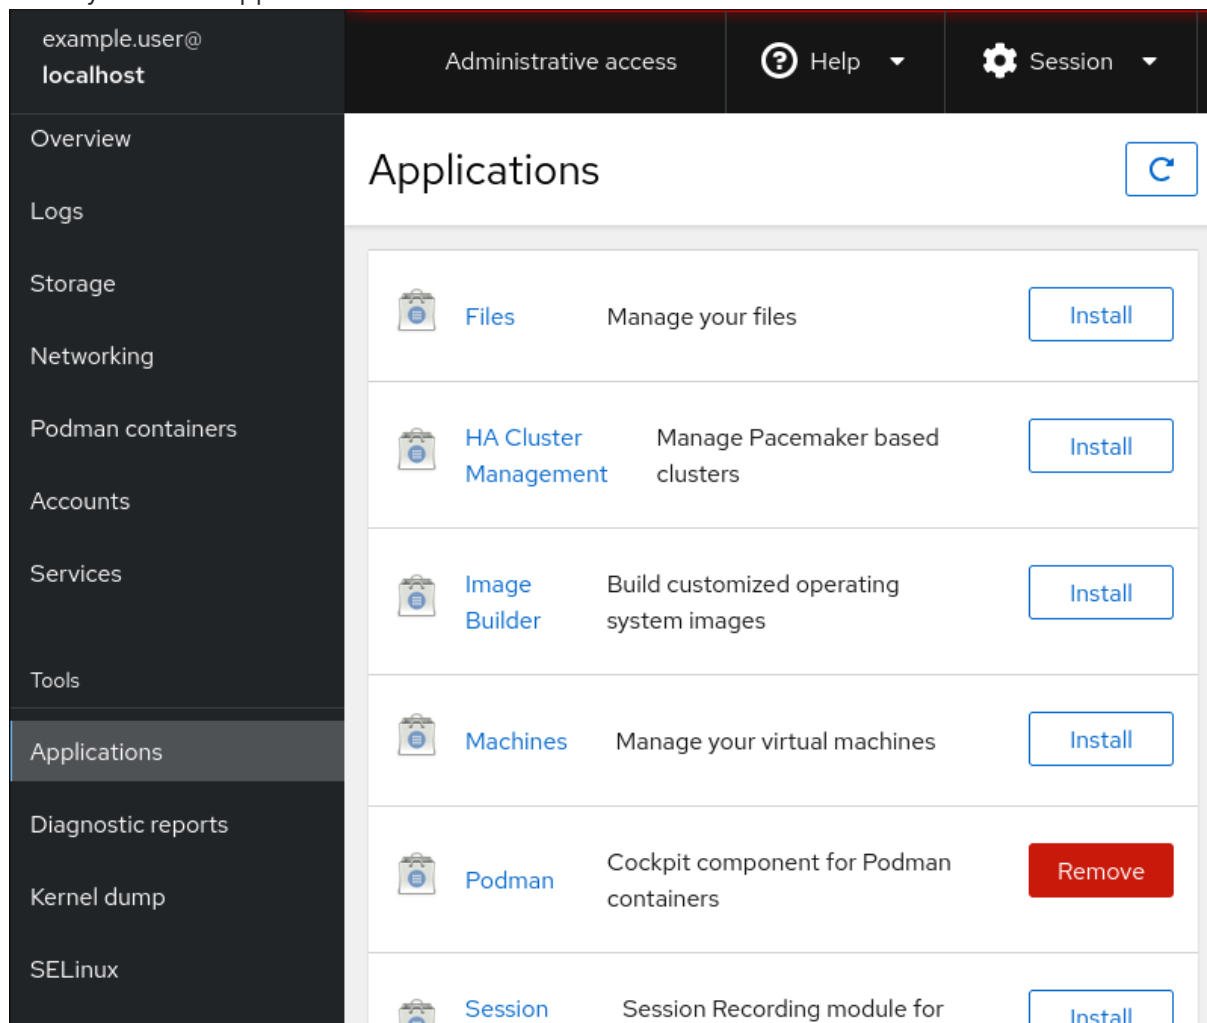 example.user@
localhost
Administrative access
Help
Session
Overview
Logs
Storage
Networking
Podman containers
Accounts
Services
Tools
Applications
Diagnostic reports
Kernel dump
SELinux
Applications
Files
Manage your files
Install
HA Cluster
Management
Manage Pacemaker based
clusters
Install
Image
Builder
Build customized operating
system images
Install
Machines
Manage your virtual machines
Install
Podman
Cockpit component for Podman
containers
Remove
Session
Session Recording module for
Install